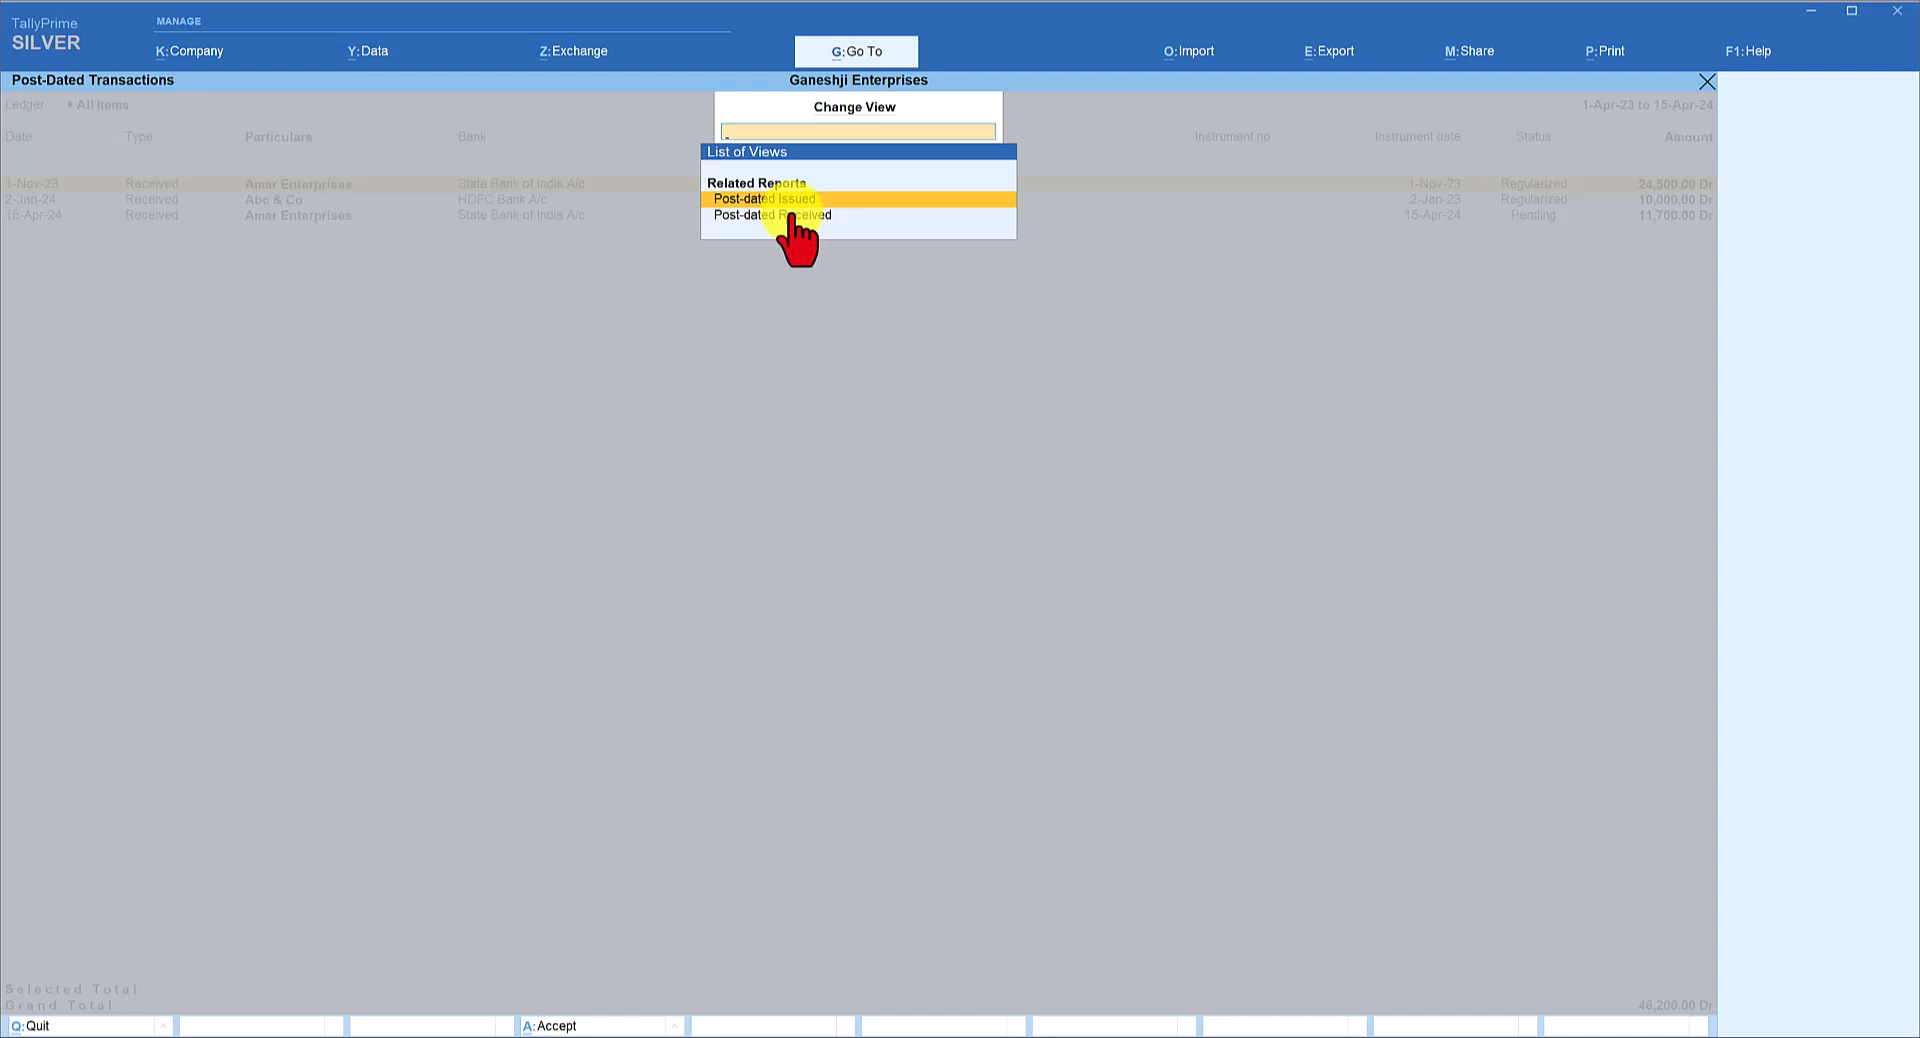 TallyPrime
SILVER
MANAGE
K:Company Y:Data Z:Exchange G:Go To O:Import E:Export M:Share P:Print F1:Help
Post-Dated Transactions Ganeshji Enterprises
Ledger All Items 1-Apr-23 to 15-Apr-24
Change View
Date Type Particulars Bank Instrument no Instrument date Status Amount
List of Views
Related Reports
Post-dated Issued
Post-dated Received
1-Nov-23 Received Amar Enterprises State Bank of India A/c 1-Nov-23 Regularized 24,500.00 Dr
2-Jan-24 Received Abc & Co HDFC Bank A/c 2-Jan-23 Regularized 10,000.00 Dr
15-Apr-24 Received Amar Enterprises State Bank of India A/c 15-Apr-24 Pending 11,700.00 Dr
Selected Total
Grand Total 46,200.00 Dr
Q:Quit A:Accept